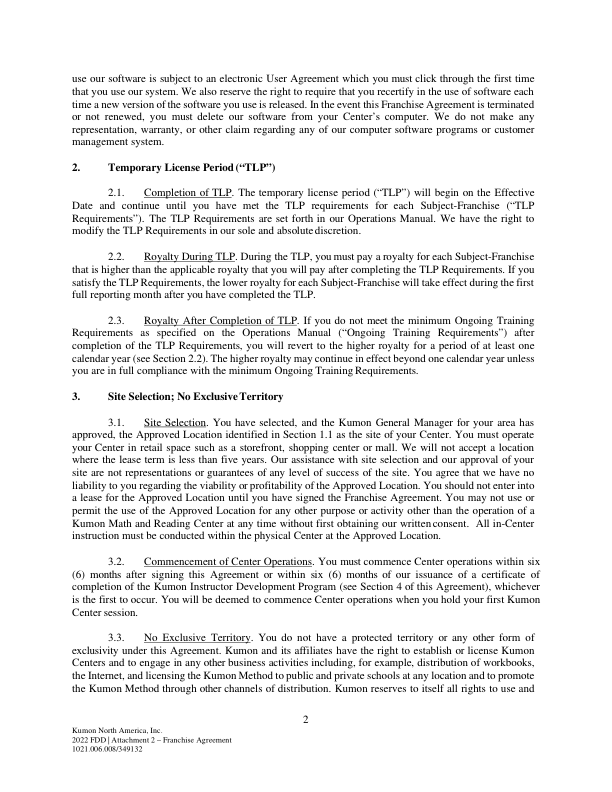 use our software is subject to an electronic User Agreement which you must click through the first time
that you use our system. We also reserve the right to require that you recertify in the use of software each
time a new version of the software you use is released. In the event this Franchise Agreement is terminated
or not renewed, you must delete our software from your Center's computer. We do not make any
representation, warranty, or other claim regarding any of our computer software programs or customer
management system.
2. Temporary License Period (“TLP”)
2.1. Completion of TLP. The temporary license period (“TLP”) will begin on the Effective
Date and continue until you have met the TLP requirements for each Subject-Franchise (“TLP
Requirements”). The TLP Requirements are set forth in our Operations Manual. We have the right to
modify the TLP Requirements in our sole and absolute discretion.
2.2. Royalty During TLP. During the TLP, you must pay a royalty for each Subject-Franchise
that is higher than the applicable royalty that you will pay after completing the TLP Requirements. If you
satisfy the TLP Requirements, the lower royalty for each Subject-Franchise will take effect during the first
full reporting month after you have completed the TLP.
2.3. Royalty After Completion of TLP. If you do not meet the minimum Ongoing Training
Requirements as specified on the Operations Manual (“Ongoing Training Requirements”) after
completion of the TLP Requirements, you will revert to the higher royalty for a period of at least one
calendar year (see Section 2.2). The higher royalty may continue in effect beyond one calendar year unless
you are in full compliance with the minimum Ongoing Training Requirements.
3. Site Selection; No Exclusive Territory
3.1. Site Selection. You have selected, and the Kumon General Manager for your area has
approved, the Approved Location identified in Section 1.1 as the site of your Center. You must operate
your Center in retail space such as a storefront, shopping center or mall. We will not accept a location
where the lease term is less than five years. Our assistance with site selection and our approval of your
site are not representations or guarantees of any level of success of the site. You agree that we have no
liability to you regarding the viability or profitability of the Approved Location. You should not enter into
a lease for the Approved Location until you have signed the Franchise Agreement. You may not use or
permit the use of the Approved Location for any other purpose or activity other than the operation of a
Kumon Math and Reading Center at any time without first obtaining our written consent. All in-Center
instruction must be conducted within the physical Center at the Approved Location.
3.2. Commencement of Center Operations. You must commence Center operations within six
(6) months after signing this Agreement or within six (6) months of our issuance of a certificate of
completion of the Kumon Instructor Development Program (see Section 4 of this Agreement), whichever
is the first to occur. You will be deemed to commence Center operations when you hold your first Kumon
Center session.
3.3. No Exclusive Territory. You do not have a protected territory or any other form of
exclusivity under this Agreement. Kumon and its affiliates have the right to establish or license Kumon
Centers and to engage in any other business activities including, for example, distribution of workbooks,
the Internet, and licensing the Kumon Method to public and private schools at any location and to promote
the Kumon Method through other channels of distribution. Kumon reserves to itself all rights to use and
2
Kumon North America, Inc.
2022 FDD | Attachment 2 – Franchise Agreement
1021.006.008/349132